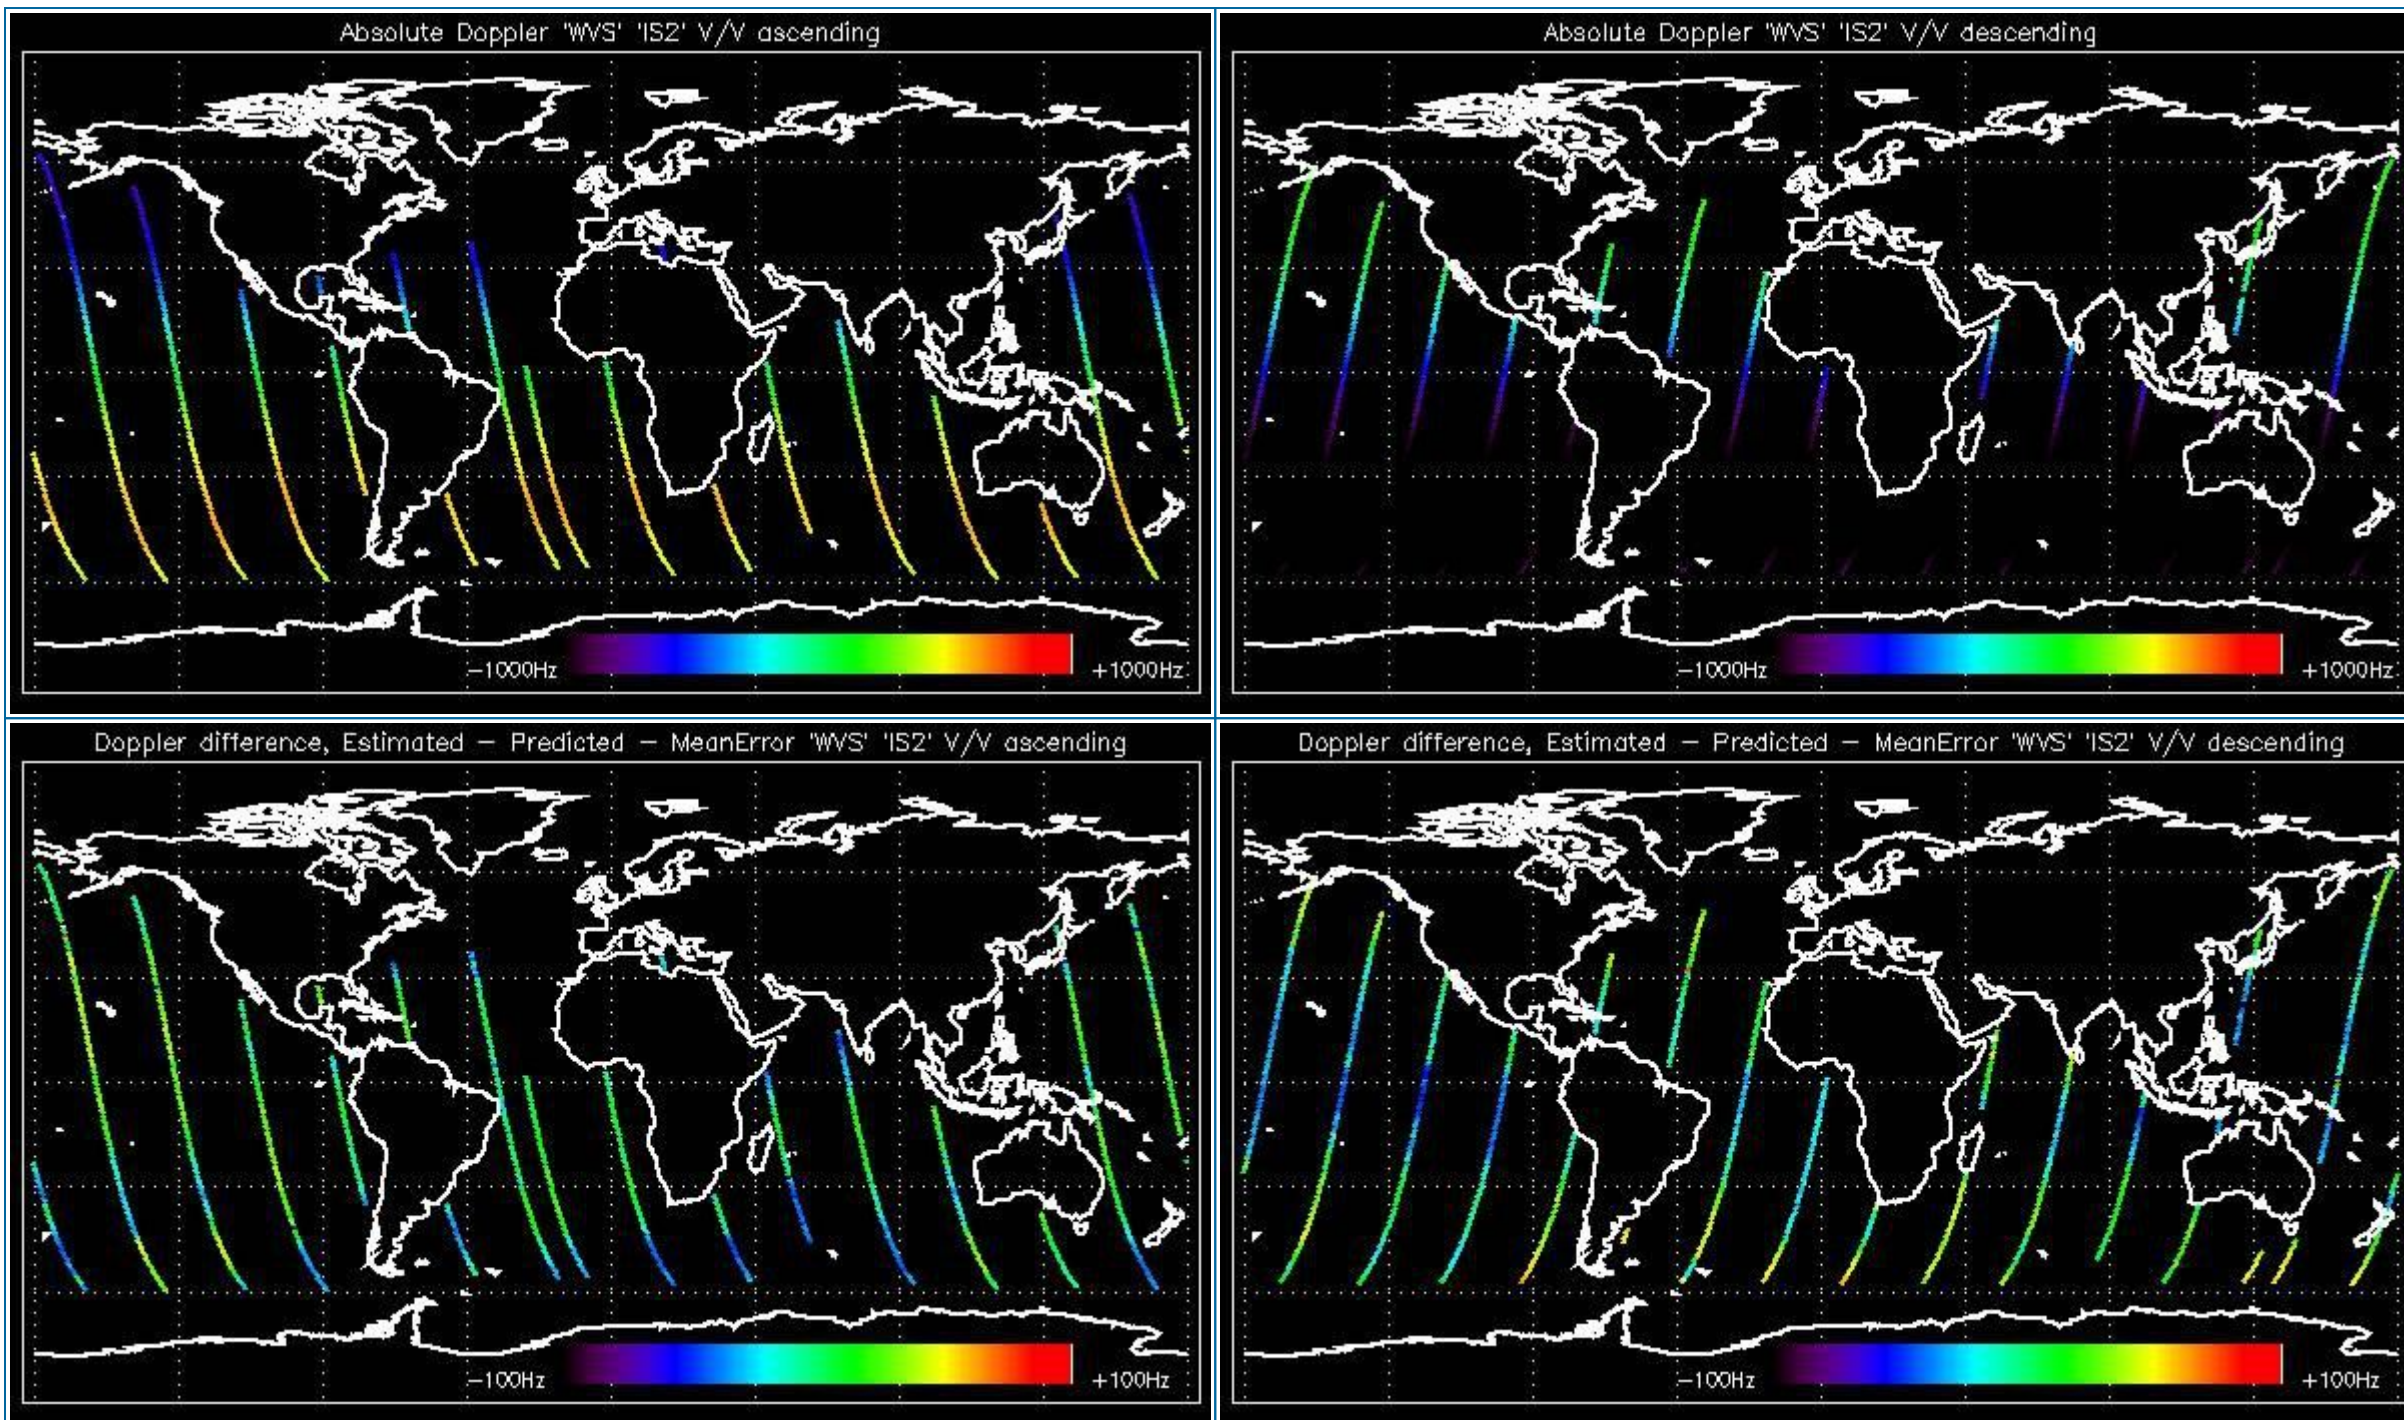 Absolute Doppler 'WVS' 'IS2' V/V ascending
-1000Hz
+1000Hz
Absolute Doppler 'WVS' 'IS2' V/V descending
-1000Hz
+1000Hz
Doppler difference, Estimated - Predicted - MeanError 'WVS' 'IS2' V/V ascending
-100Hz
+100Hz
Doppler difference, Estimated - Predicted - MeanError 'WVS' 'IS2' V/V descending
-100Hz
+100Hz